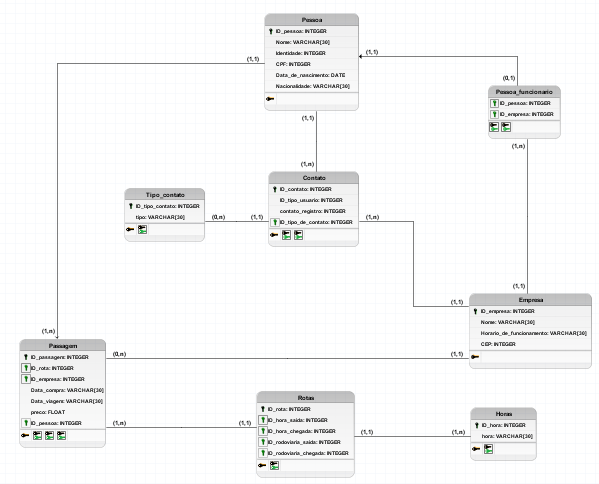 Pessoa
ID_pessoa: INTEGER
Nome: VARCHAR[30]
Identidade: INTEGER
CPF: INTEGER
Data_de_nascimento: DATE
Nacionalidade: VARCHAR[30]
(1,1)
(1,1)
(0,1)
Pessoa_funcionario
ID_pessoa: INTEGER
ID_empresa: INTEGER
(1,1)
(1,n)
(1,n)
Contato
ID_contato: INTEGER
ID_tipo_usuario: INTEGER
contato_registro: INTEGER
ID_tipo_de_contato: INTEGER
Tipo_contato
ID_tipo_contato: INTEGER
tipo: VARCHAR[30]
(0,n)
(1,1)
(1,n)
(1,1)
(1,1)
Empresa
ID_empresa: INTEGER
Nome: VARCHAR[30]
Horario_de_funcionamento: VARCHAR[30]
CEP: INTEGER
(1,n)
Passagem
ID_passagem: INTEGER
ID_rota: INTEGER
ID_empresa: INTEGER
Data_compra: VARCHAR[30]
Data_viagem: VARCHAR[30]
preco: FLOAT
ID_pessoa: INTEGER
(0,n)
(1,1)
(1,n)
(1,1)
Rotas
ID_rota: INTEGER
ID_hora_saida: INTEGER
ID_hora_chegada: INTEGER
ID_rodoviaria_saida: INTEGER
ID_rodoviaria_chegada: INTEGER
(1,1)
(1,n)
Horas
ID_hora: INTEGER
hora: VARCHAR[30]